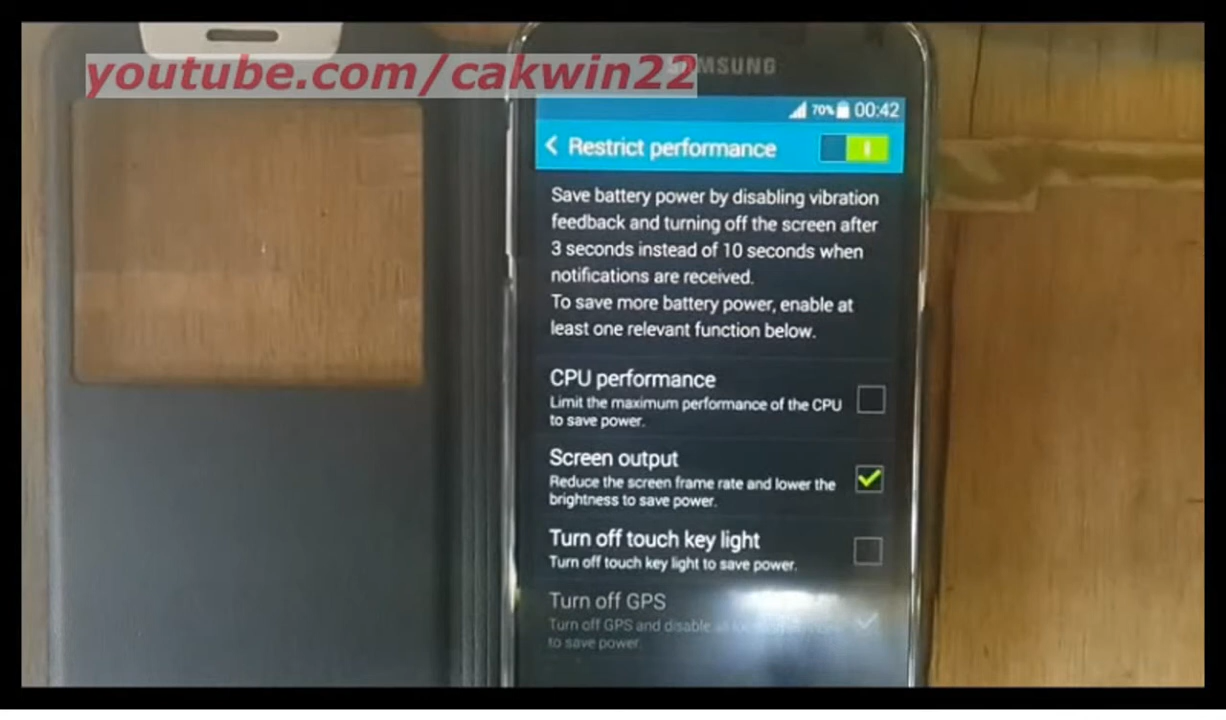 youtube.com/cakwin22
SAMSUNG
70% 00:42
< Restrict performance
Save battery power by disabling vibration
feedback and turning off the screen after
3 seconds instead of 10 seconds when
notifications are received.
To save more battery power, enable at
least one relevant function below.
CPU performance
Limit the maximum performance of the CPU
to save power.
Screen output
Reduce the screen frame rate and lower the
brightness to save power.
Turn off touch key light
Turn off touch key light to save power.
Turn off GPS
Turn off GPS and disable
to save power.